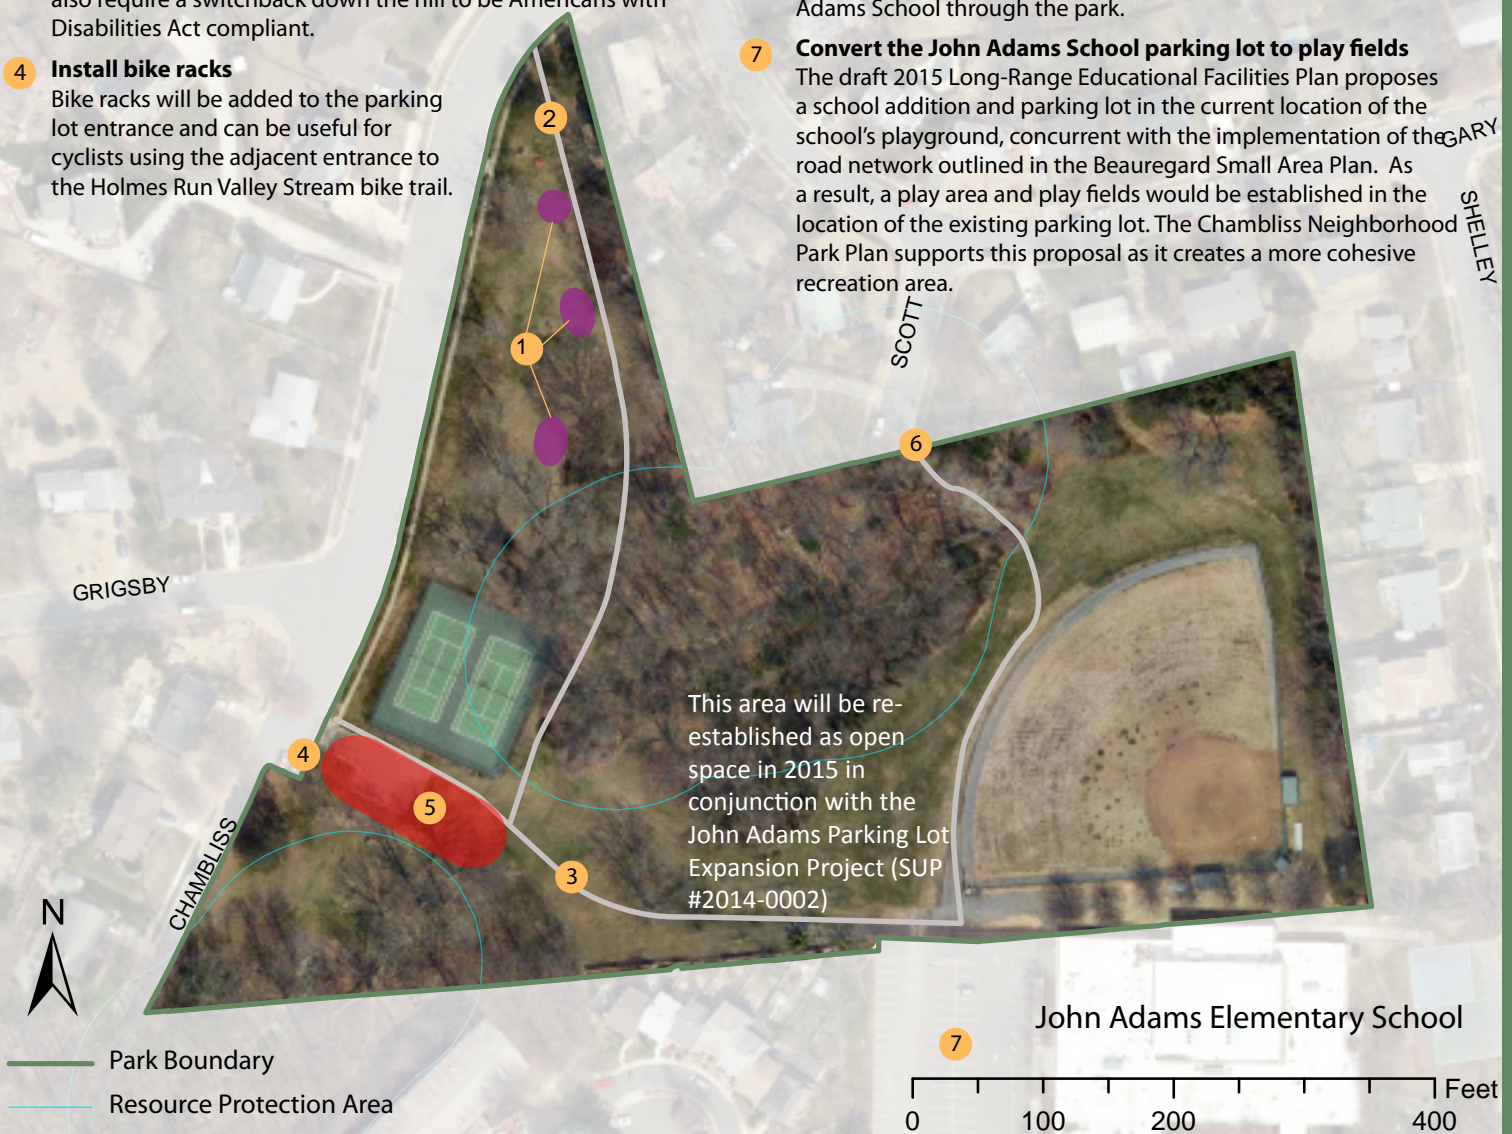 also require a switchback down the hill to be Americans with
Disabilities Act compliant.
4 Install bike racks
Bike racks will be added to the parking
lot entrance and can be useful for
cyclists using the adjacent entrance to
the Holmes Run Valley Stream bike trail.
Adams School through the park.
7 Convert the John Adams School parking lot to play fields
The draft 2015 Long-Range Educational Facilities Plan proposes
a school addition and parking lot in the current location of the
school's playground, concurrent with the implementation of the
road network outlined in the Beauregard Small Area Plan. As
a result, a play area and play fields would be established in the
location of the existing parking lot. The Chambliss Neighborhood
Park Plan supports this proposal as it creates a more cohesive
recreation area.
GARY
SHELLEY
SCOTT
2
1
6
GRIGSBY
4
5
3
CHAMBLISS
This area will be re-
established as open
space in 2015 in
conjunction with the
John Adams Parking Lot
Expansion Project (SUP
#2014-0002)
N
John Adams Elementary School
7
Park Boundary
Resource Protection Area
Feet
0 100 200 400